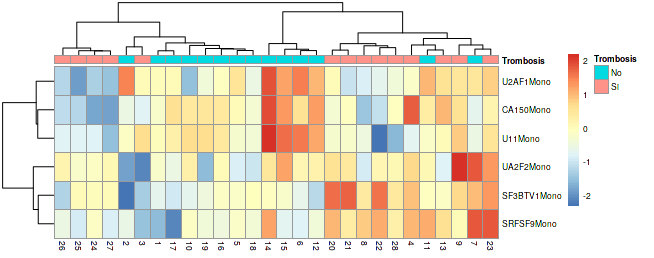 Trombosis
U2AF1Mono
CA150Mono
U11Mono
UA2F2Mono
SF3BTV1Mono
SRFSF9Mono
26 25 24 27 2 3 1 17 10 19 16 5 18 14 15 6 12 20 21 8 22 28 4 11 13 9 7 23
2
1
0
-1
-2
Trombosis
No
SI